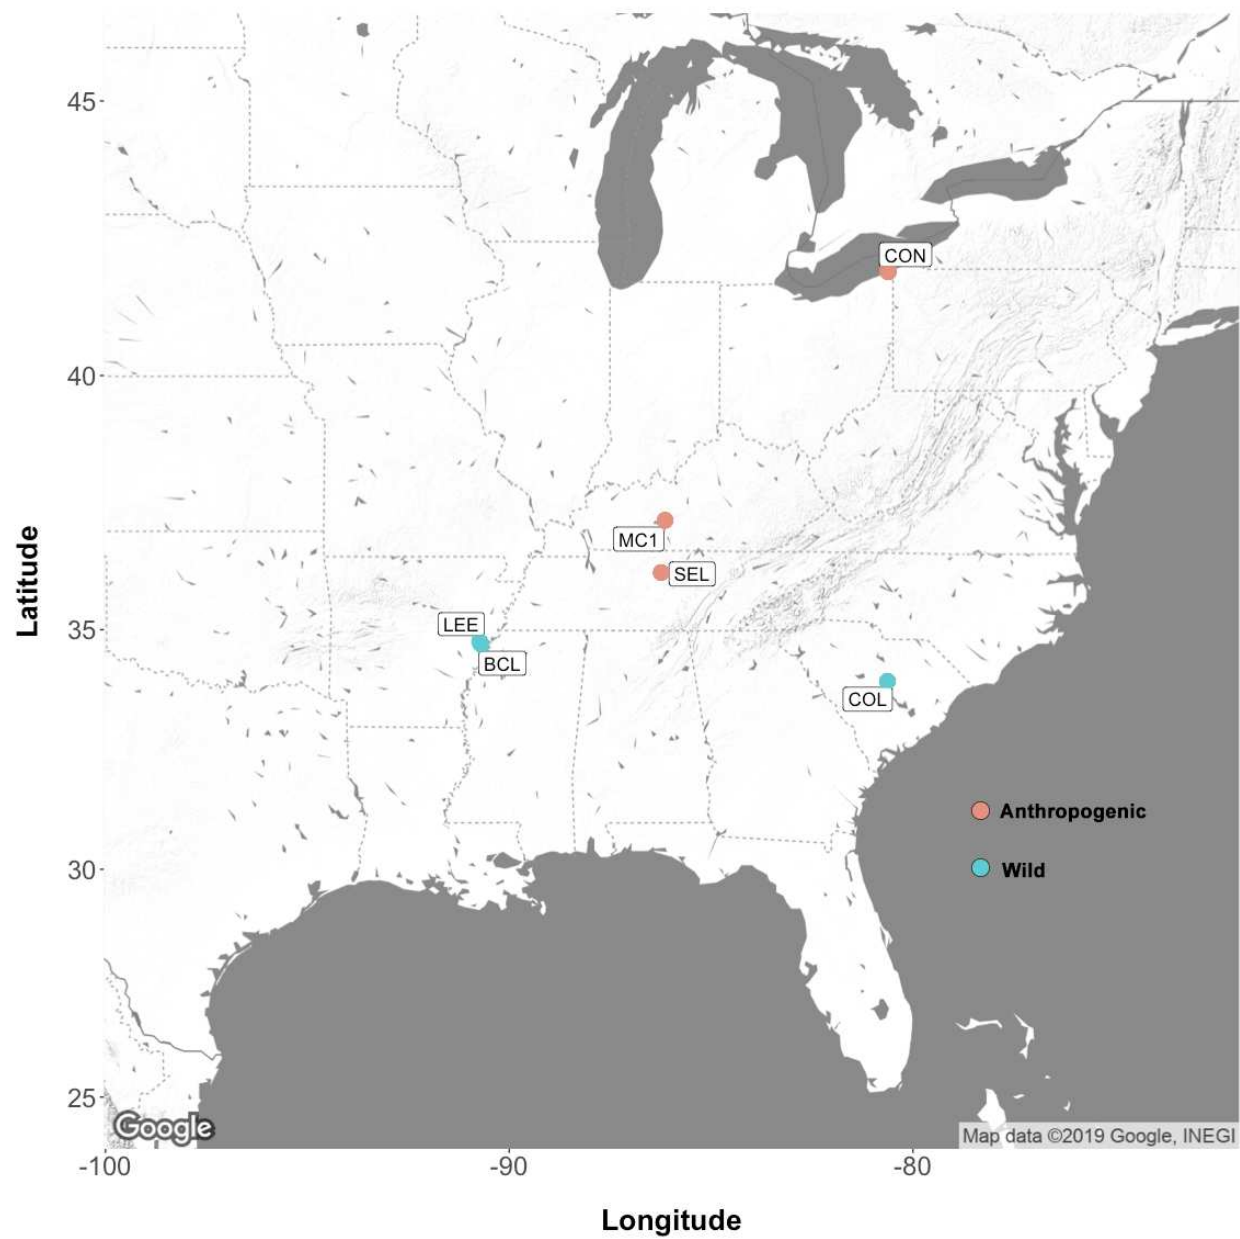 45
CON
40
MC1
SEL
35
LEE
BCL
COL
Anthropogenic
30
Wild
25
Google
Map data ©2019 Google, INEGI
-100
-90
-80
Latitude
Longitude